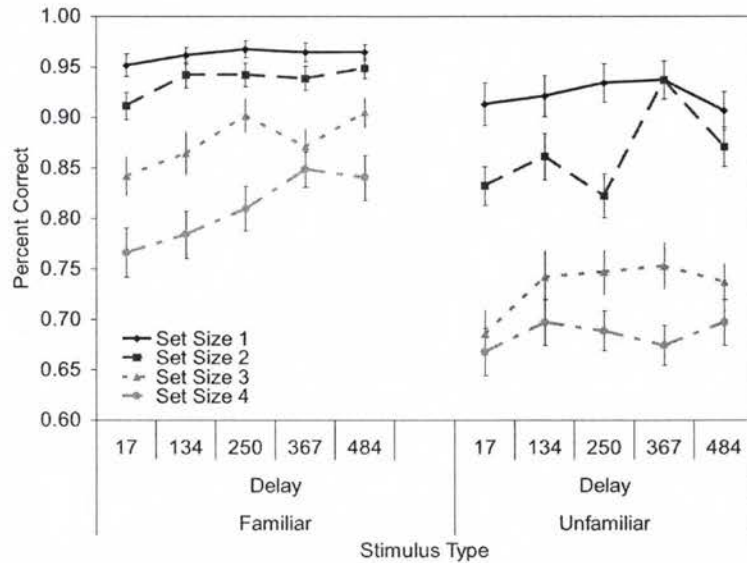 1.00
0.95
0.90
0.85
0.80
0.75
0.70
0.65
0.60
Percent Correct
Set Size 1
Set Size 2
Set Size 3
Set Size 4
17 134 250 367 484 17 134 250 367 484
Delay Delay
Familiar Unfamiliar
Stimulus Type